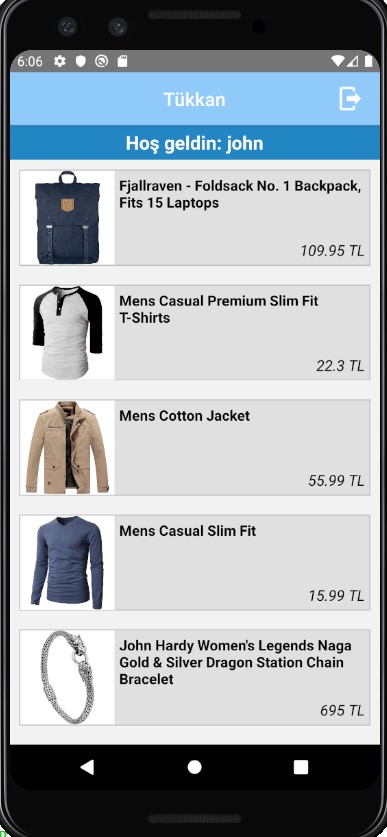 6:06
Tükkan
Hoş geldin: john
Fjallraven - Foldsack No. 1 Backpack,
Fits 15 Laptops
109.95 TL
Mens Casual Premium Slim Fit
T-Shirts
22.3 TL
Mens Cotton Jacket
55.99 TL
Mens Casual Slim Fit
15.99 TL
John Hardy Women's Legends Naga
Gold & Silver Dragon Station Chain
Bracelet
695 TL